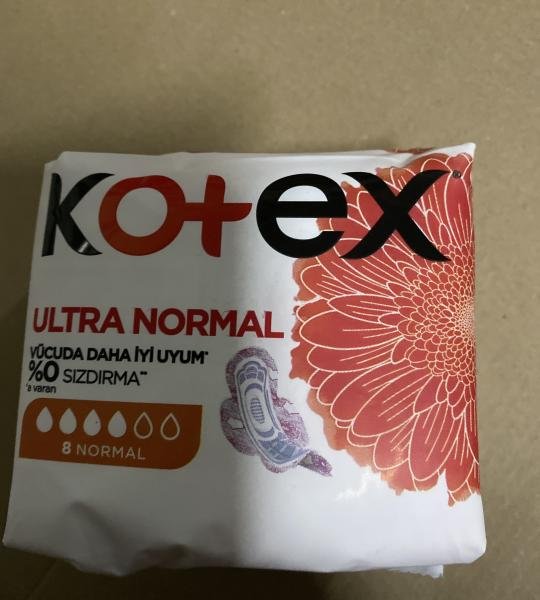 Kotex
ULTRA NORMAL
VÜCUDA DAHA İYİ UYUM*
%0 SIZDIRMA**
'a varan
8 NORMAL